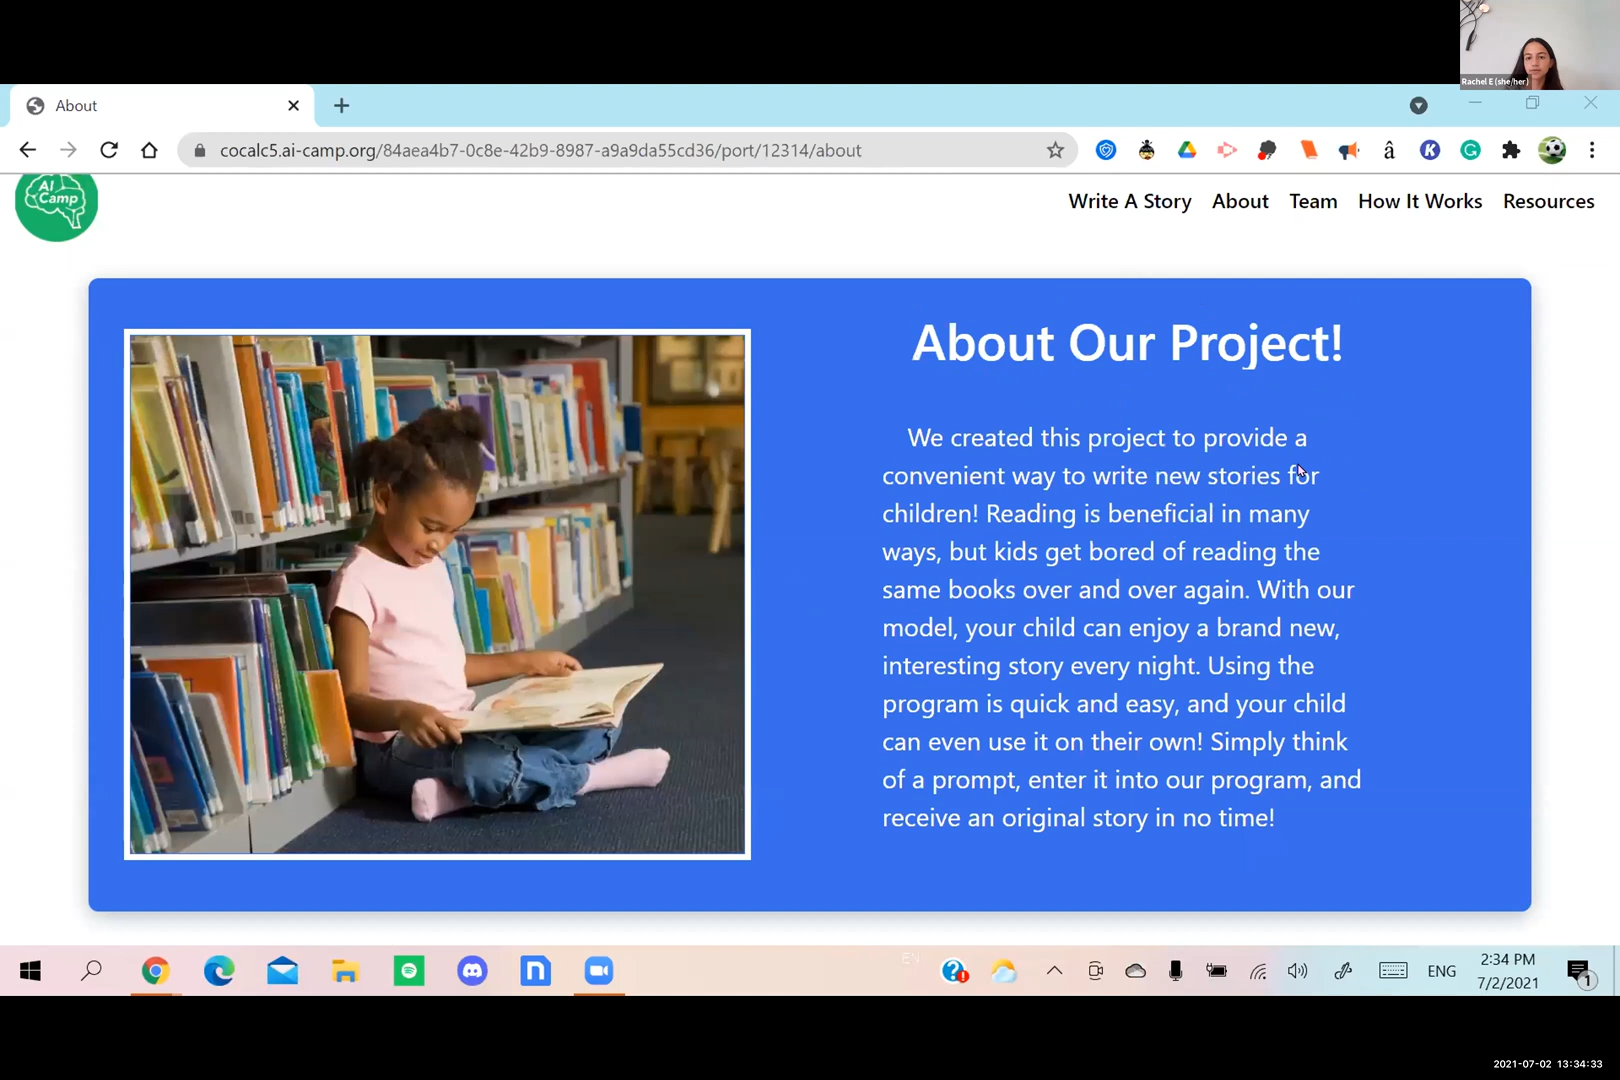 Rachel E (she/her)
About
cocalc5.ai-camp.org/84aea4b7-0c8e-42b9-8987-a9a9da55cd36/port/12314/about
AI
Camp
Write A Story About Team How It Works Resources
About Our Project!
We created this project to provide a
convenient way to write new stories for
children! Reading is beneficial in many
ways, but kids get bored of reading the
same books over and over again. With our
model, your child can enjoy a brand new,
interesting story every night. Using the
program is quick and easy, and your child
can even use it on their own! Simply think
of a prompt, enter it into our program, and
receive an original story in no time!
ENG
2:34 PM
7/2/2021
1
2021-07-02 13:34:33